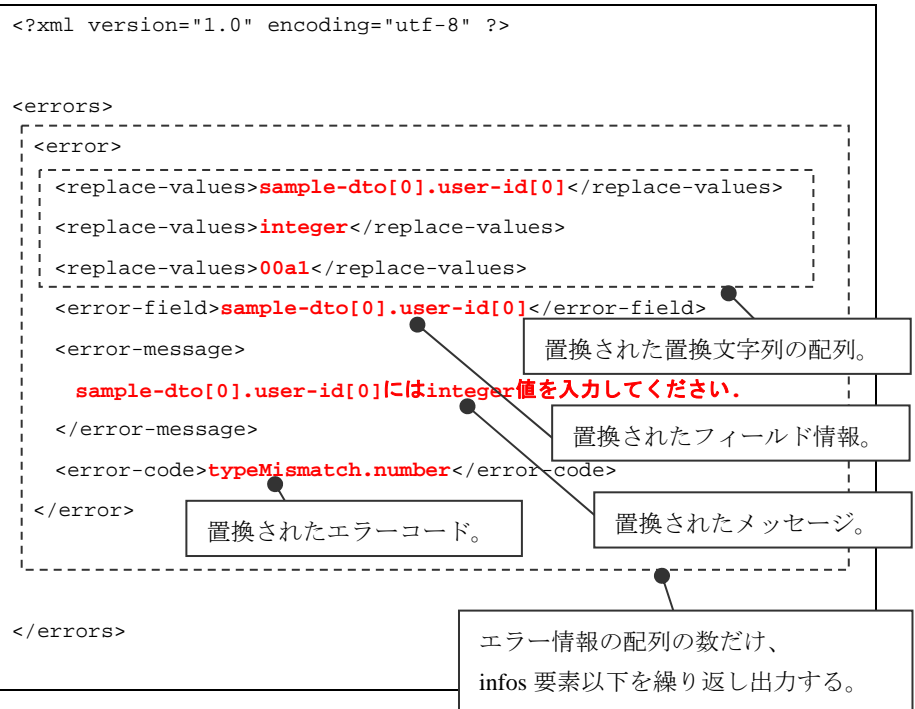 <?xml version="1.0" encoding="utf-8" ?>
<errors>
<error>
<replace-values>sample-dto[0].user-id[0]</replace-values>
<replace-values>integer</replace-values>
<replace-values>00a1</replace-values>
<error-field>sample-dto[0].user-id[0]</error-field>
置換された置換文字列の配列。
<error-message>
sample-dto[0].user-id[0]にはinteger値を入力してください.
置換されたフィールド情報。
</error-message>
<error-code>typeMismatch.number</error-code>
置換されたメッセージ。
</error>
置換されたエラーコード。
</errors>
エラー情報の配列の数だけ、
infos 要素以下を繰り返し出力する。